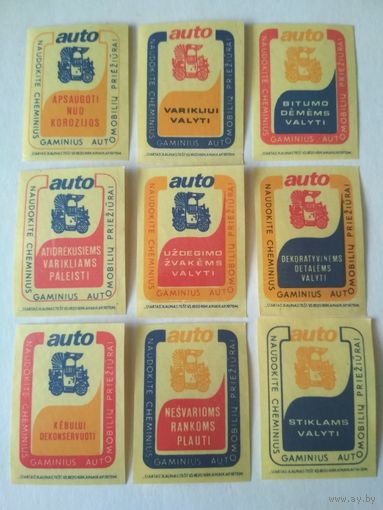 auto
NAUDOKITE CHEMINIUS
GAMINIUS AUTOMOBILIŲ PRIEŽIŪRAI
APSAUGOTI
NUO
KOROZIJOS
auto
NAUDOKITE CHEMINIUS
GAMINIUS AUTOMOBILIŲ PRIEŽIŪRAI
VARIKLIUI
VALYTI
auto
NAUDOKITE CHEMINIUS
GAMINIUS AUTOMOBILIŲ PRIEŽIŪRAI
BITUMO
DĖMĖMS
VALYTI
auto
NAUDOKITE CHEMINIUS
GAMINIUS AUTOMOBILIŲ PRIEŽIŪRAI
ATIDRĖKUSIEMS
VARIKLIAMS
PALEISTI
auto
NAUDOKITE CHEMINIUS
GAMINIUS AUTOMOBILIŲ PRIEŽIŪRAI
UŽDEGIMO
ŽVAKĖMS
VALYTI
auto
NAUDOKITE CHEMINIUS
GAMINIUS AUTOMOBILIŲ PRIEŽIŪRAI
DEKORATYVINĖMS
DETALĖMS
VALYTI
auto
NAUDOKITE CHEMINIUS
GAMINIUS AUTOMOBILIŲ PRIEŽIŪRAI
KĖBULUI
DEKONSERVUOTI
auto
NAUDOKITE CHEMINIUS
GAMINIUS AUTOMOBILIŲ PRIEŽIŪRAI
NEŠVARIOMS
RANKOMS
PLAUTI
auto
NAUDOKITE CHEMINIUS
GAMINIUS AUTOMOBILIŲ PRIEŽIŪRAI
STIKLAMS
VALYTI
ay.by